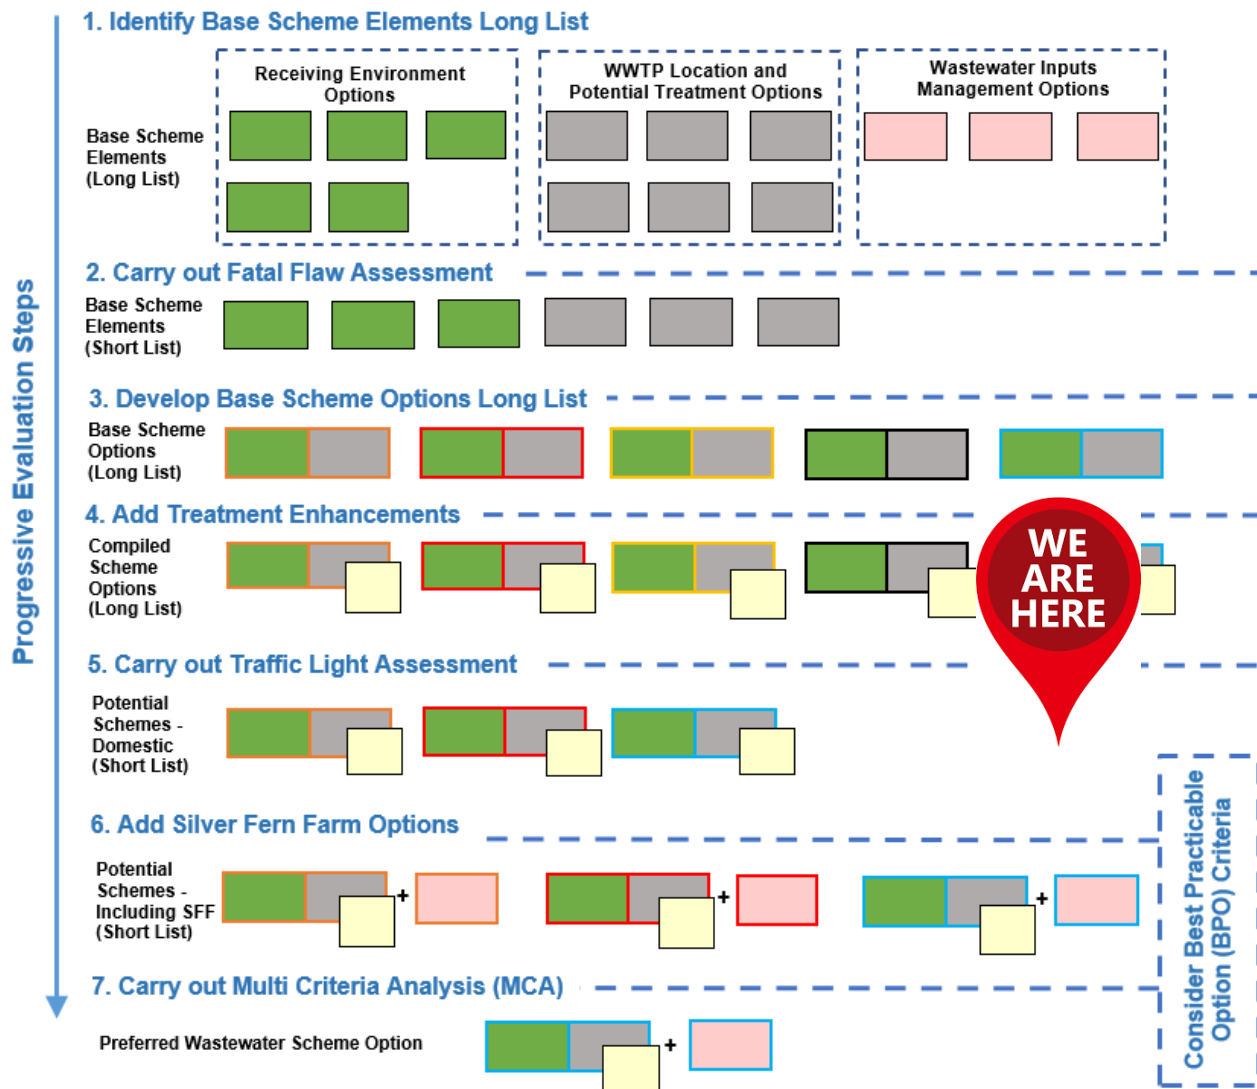 1. Identify Base Scheme Elements Long List
Receiving Environment
Options
WWTP Location and
Potential Treatment Options
Wastewater Inputs
Management Options
Base Scheme
Elements
(Long List)
2. Carry out Fatal Flaw Assessment
Base Scheme
Elements
(Short List)
3. Develop Base Scheme Options Long List
Base Scheme
Options
(Long List)
4. Add Treatment Enhancements
Compiled
Scheme
Options
(Long List)
WE
ARE
HERE
5. Carry out Traffic Light Assessment
Potential
Schemes -
Domestic
(Short List)
6. Add Silver Fern Farm Options
Potential
Schemes -
Including SFF
(Short List)
+
+
+
7. Carry out Multi Criteria Analysis (MCA)
Preferred Wastewater Scheme Option
+
Progressive Evaluation Steps
Consider Best Practicable
Option (BPO) Criteria